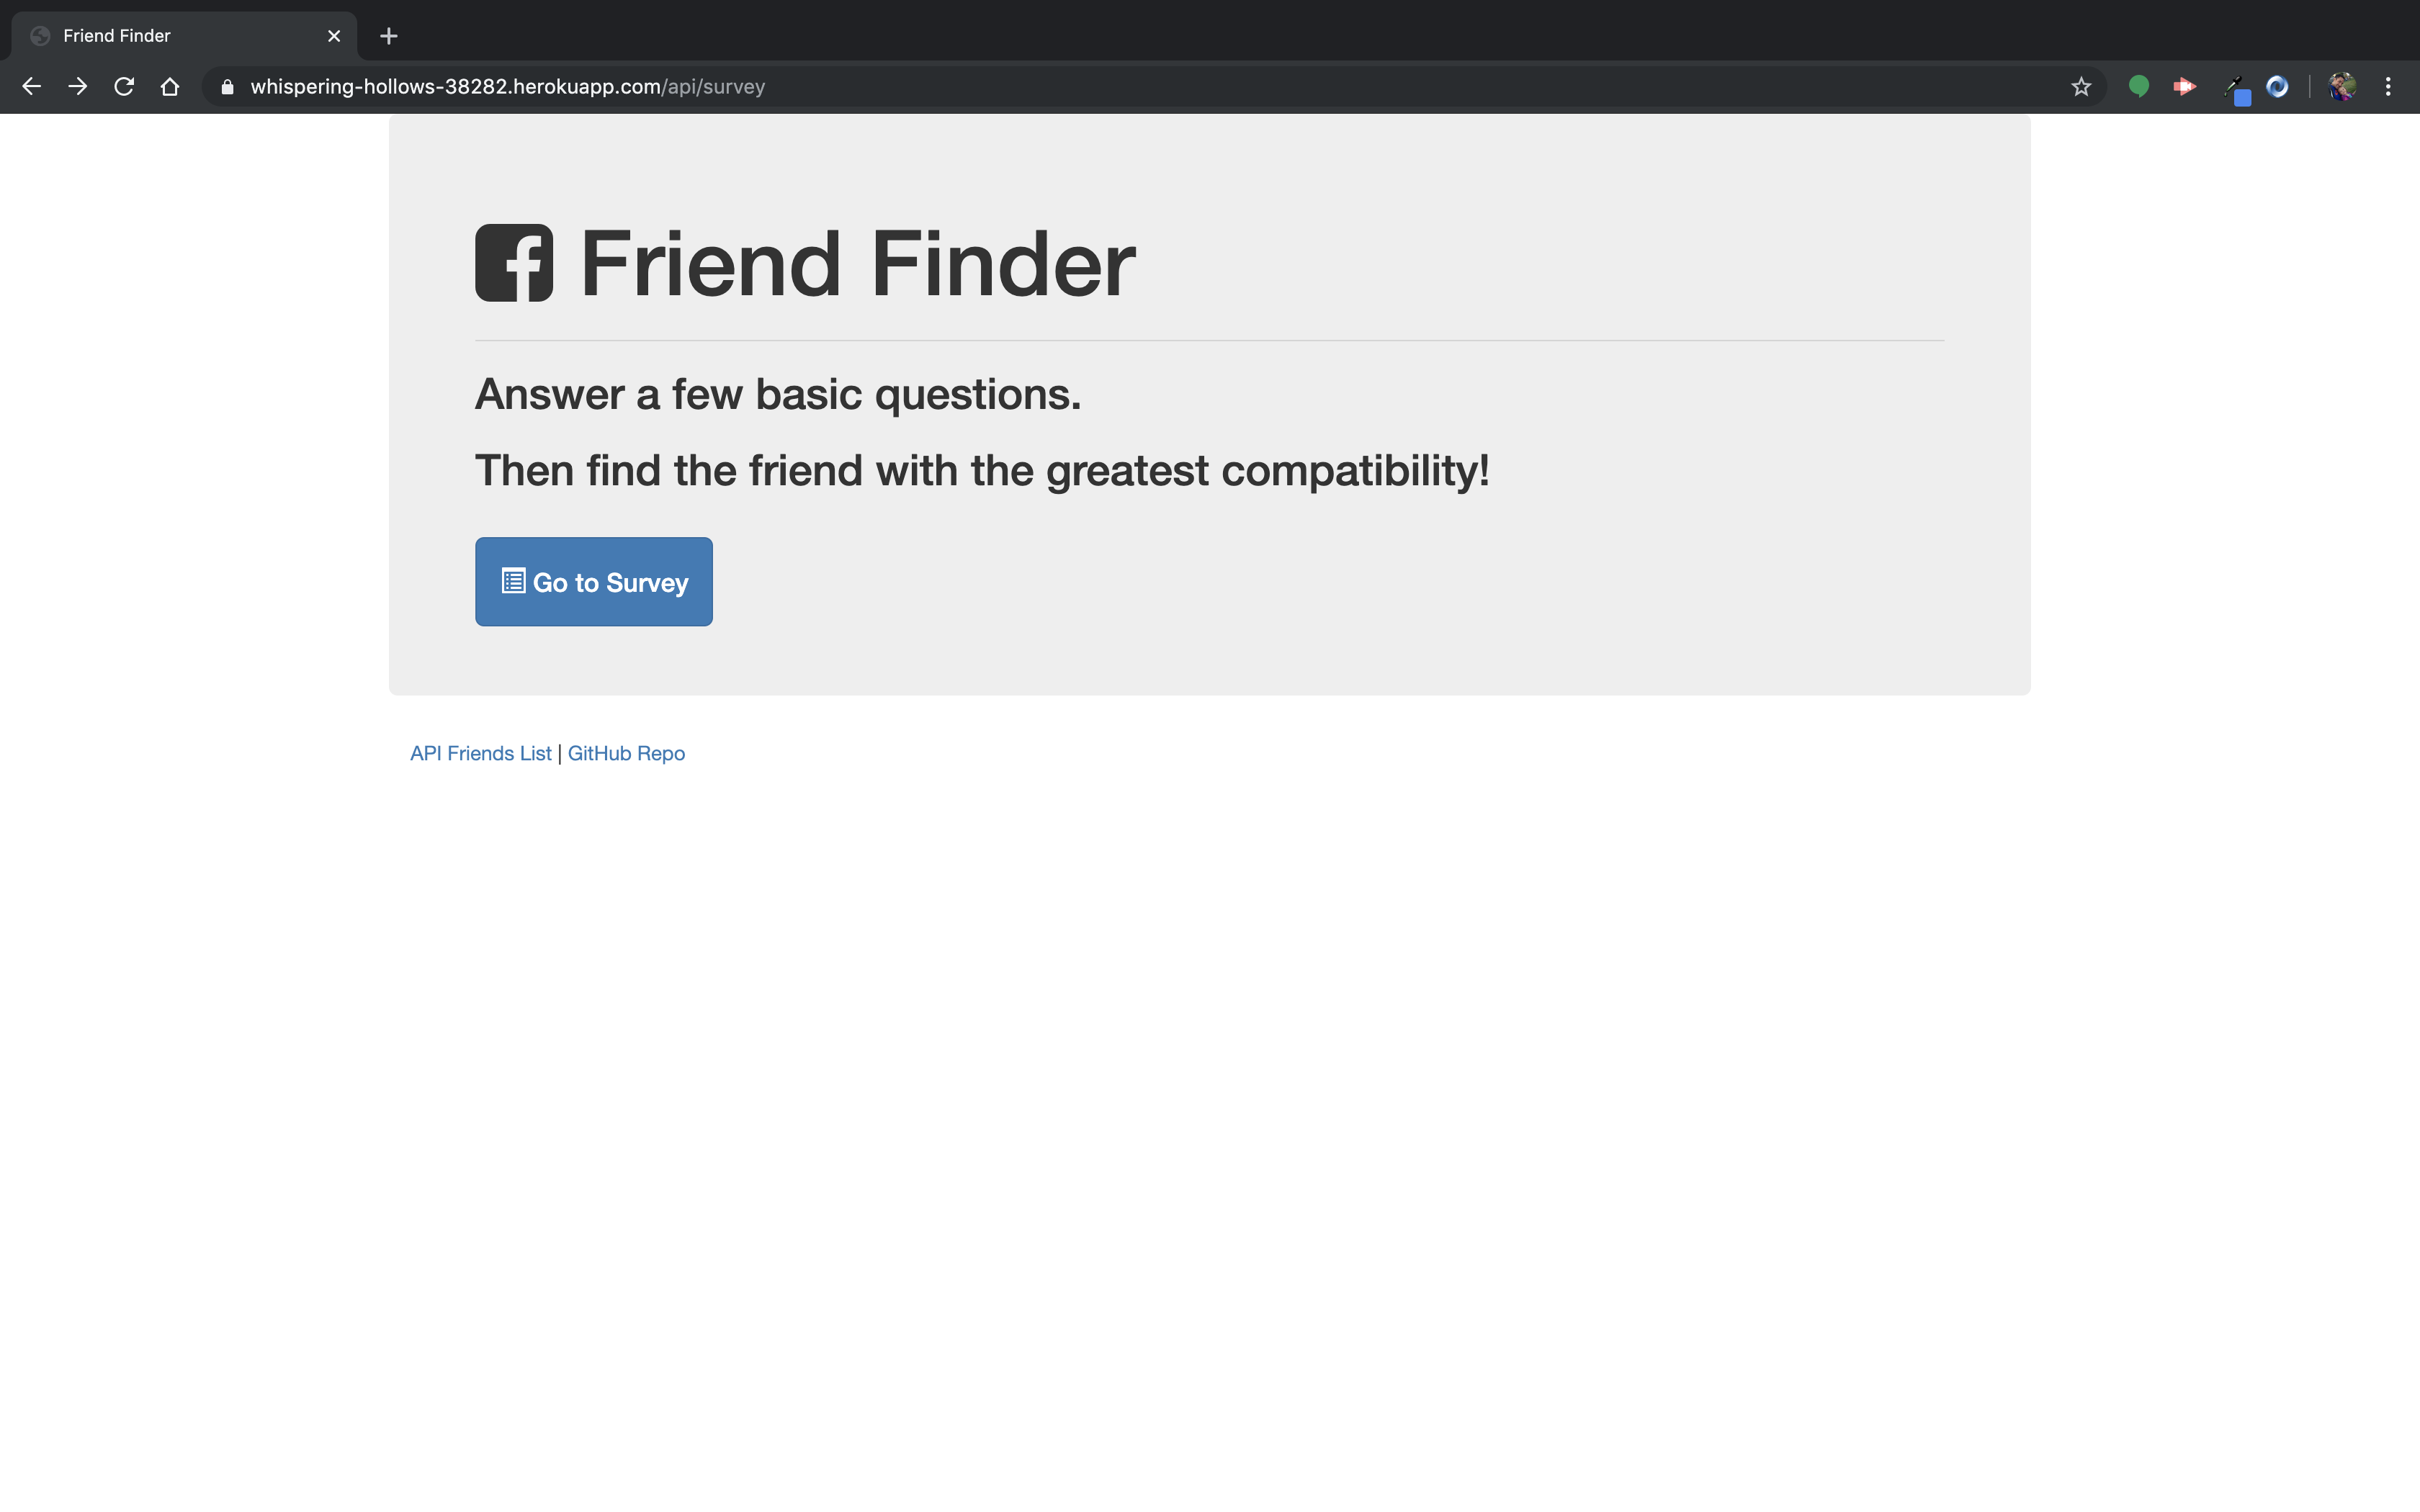 Friend Finder
whispering-hollows-38282.herokuapp.com/api/survey
Friend Finder
Answer a few basic questions.
Then find the friend with the greatest compatibility!
Go to Survey
API Friends List | GitHub Repo